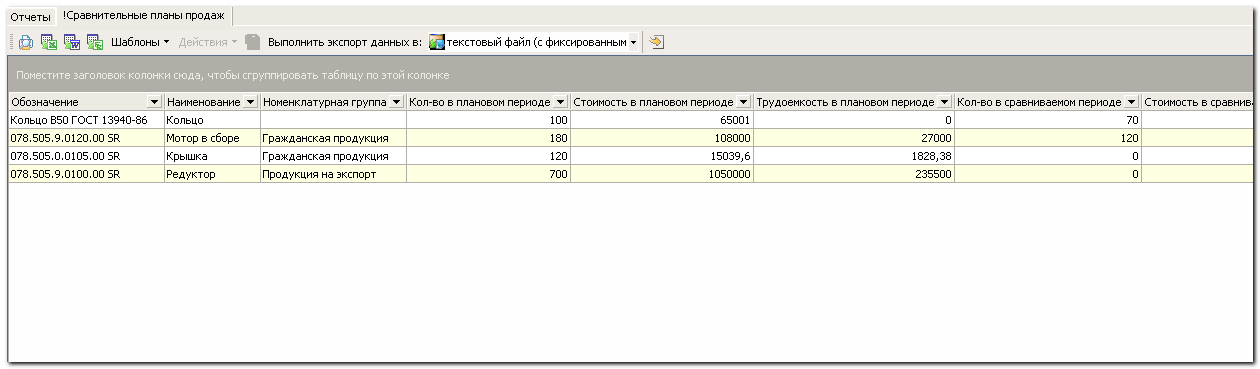 Отчеты !Сравнительные планы продаж
Шаблоны Действия Выполнить экспорт данных в: текстовый файл (с фиксированным
Поместите заголовок колонки сюда, чтобы сгруппировать таблицу по этой колонке
Обозначение Наименование Номенклатурная группа Кол-во в плановом периоде Стоимость в плановом периоде Трудоемкость в плановом периоде Кол-во в сравниваемом периоде Стоимость в сравнива
Кольцо В50 ГОСТ 13940-86 Кольцо 100 65001 0 70
078.505.9.0120.00 SR Мотор в сборе Гражданская продукция 180 108000 27000 120
078.505.0.0105.00 SR Крышка Гражданская продукция 120 15039,6 1828,38 0
078.505.9.0100.00 SR Редуктор Продукция на экспорт 700 1050000 235500 0